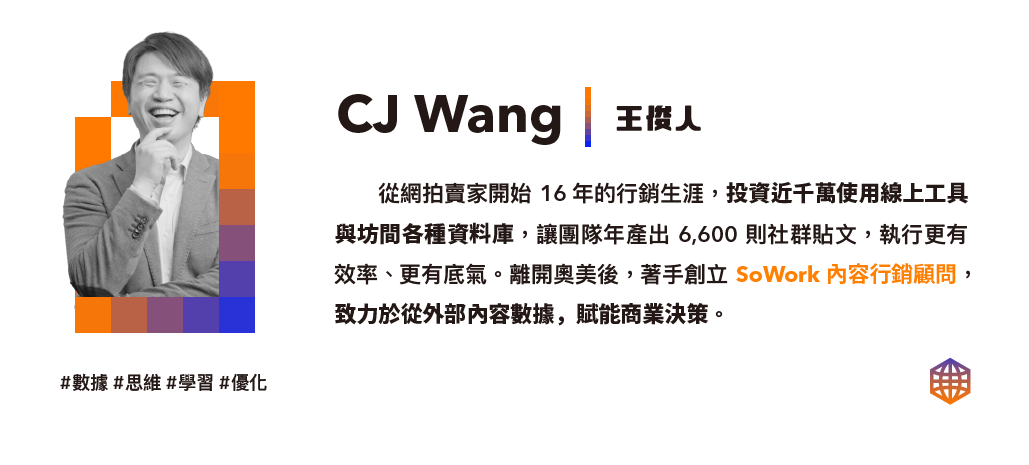 CJ Wang 王俊人
從網拍賣家開始 16 年的行銷生涯，投資近千萬使用線上工具
與坊間各種資料庫，讓團隊年產出 6,600 則社群貼文，執行更有
效率、更有底氣。離開奧美後，著手創立 SoWork 內容行銷顧問，
致力於從外部內容數據，賦能商業決策。
#數據 #思維 #學習 #優化